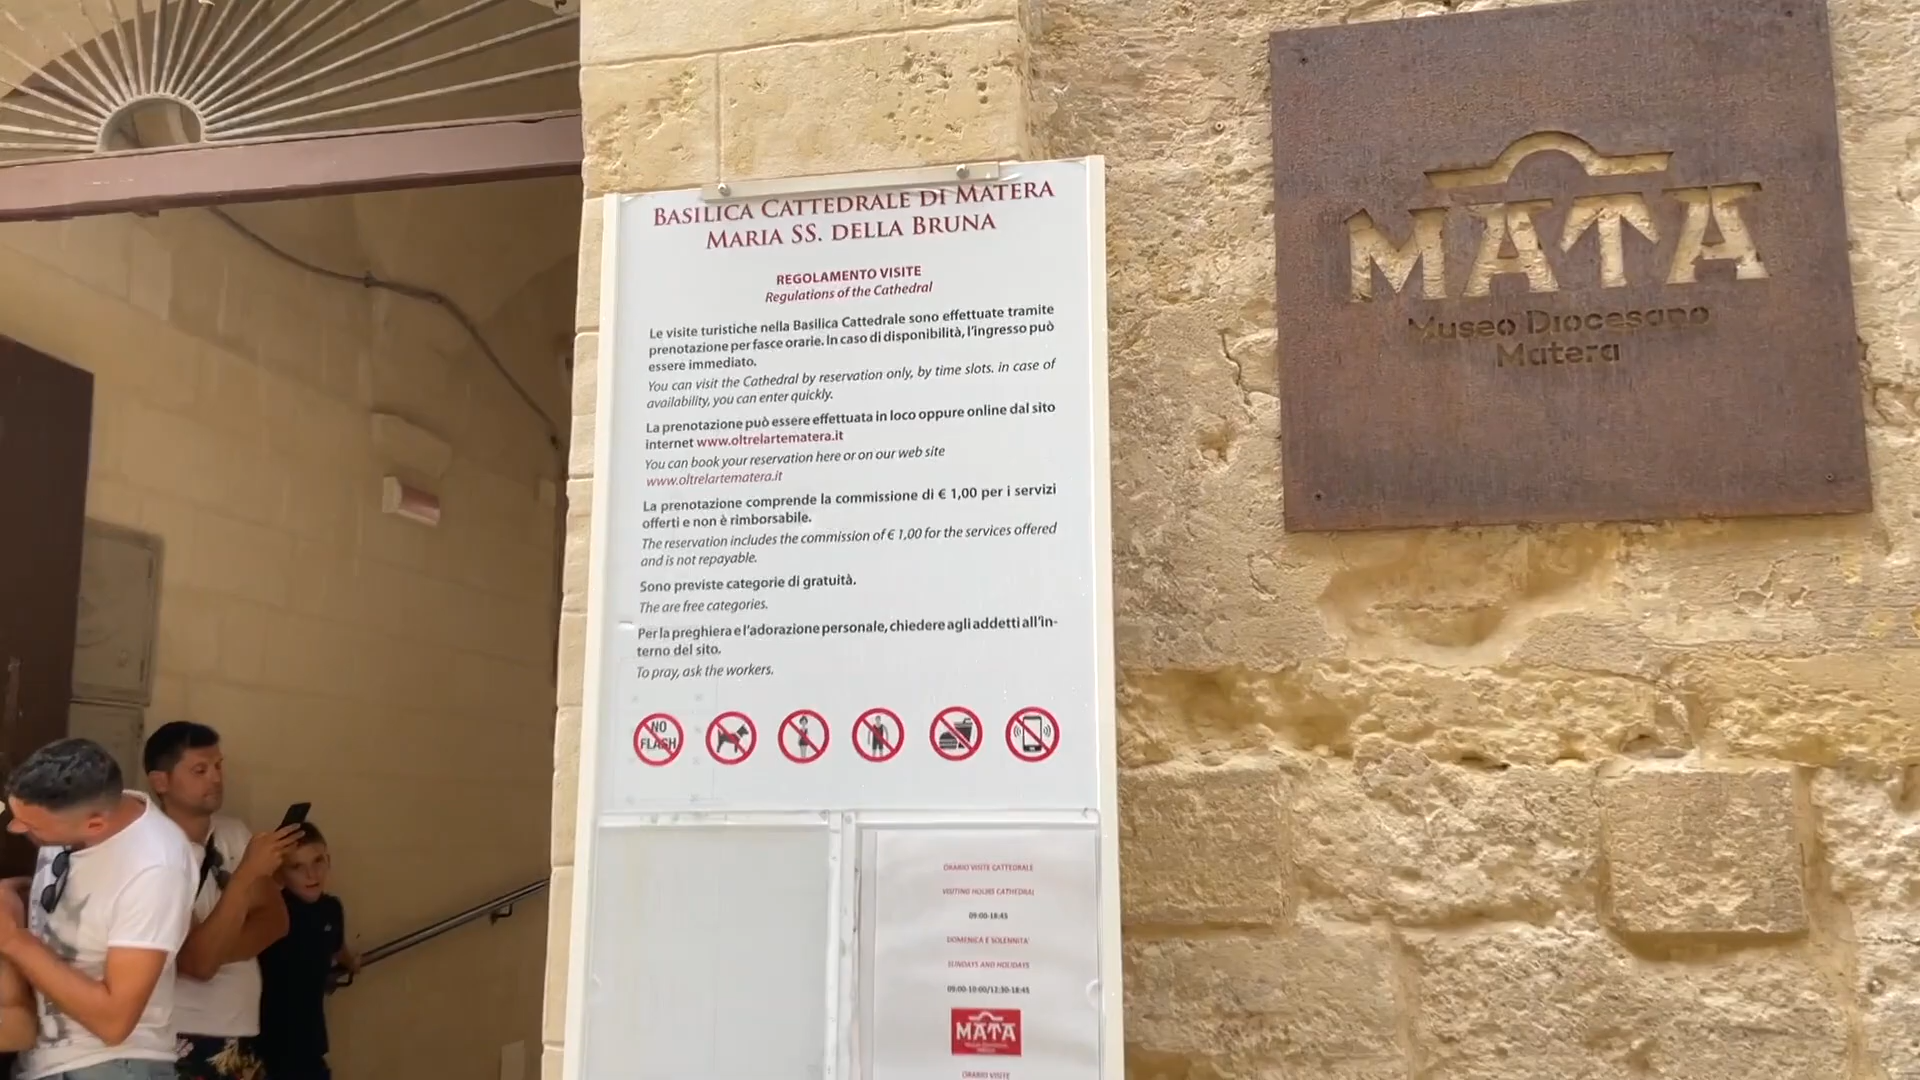 BASILICA CATTEDRALE DI MATERA
MARIA SS. DELLA BRUNA
REGOLAMENTO VISITE
Regulations of the Cathedral
Le visite turistiche nella Basilica Cattedrale sono effettuate tramite
prenotazione per fasce orarie. In caso di disponibilità, l'ingresso può
essere immediato.
You can visit the Cathedral by reservation only, by time slots. in case of
availability, you can enter quickly.
La prenotazione può essere effettuata in loco oppure online dal sito
internet www.oltrelartematera.it
You can book your reservation here or on our web site
www.oltrelartematera.it
La prenotazione comprende la commissione di € 1,00 per i servizi
offerti e non è rimborsabile.
The reservation includes the commission of € 1,00 for the services offered
and is not repayable.
Sono previste categorie di gratuità.
The are free categories.
Per la preghiera e l'adorazione personale, chiedere agli addetti all'in-
terno del sito.
To pray, ask the workers.
NO
FLASH
ORARIO VISITE CATTEDRALE
VISITING HOURS CATHEDRAL
09:00-18:45
DOMENICA E SOLENNITA'
SUNDAYS AND HOLIDAYS
09:00-10:00/12:30-18:45
MATA
ORARIO VISITE
MATA
Museo Diocesano
Matera